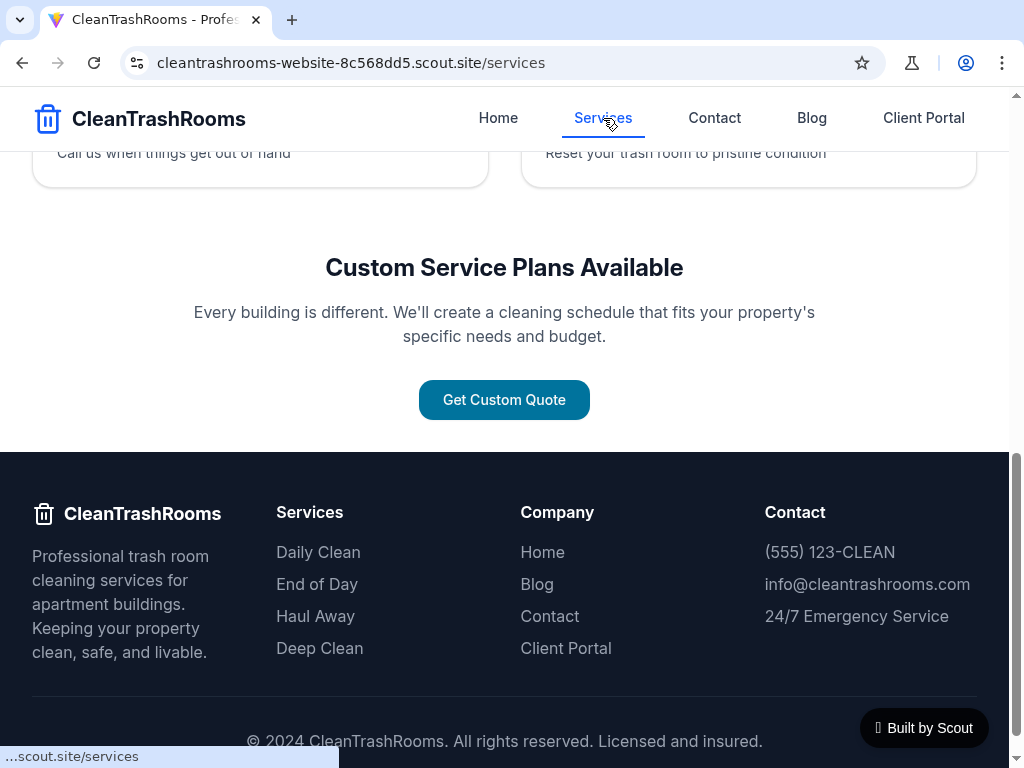 CleanTrashRooms - Profes
cleantrashrooms-website-8c568dd5.scout.site/services
CleanTrashRooms
Home
Services
Contact
Blog
Client Portal
Call us when things get out of hand
Reset your trash room to pristine condition
Custom Service Plans Available
Every building is different. We'll create a cleaning schedule that fits your property's
specific needs and budget.
Get Custom Quote
CleanTrashRooms
Professional trash room
cleaning services for
apartment buildings.
Keeping your property
clean, safe, and livable.
Services
Daily Clean
End of Day
Haul Away
Deep Clean
Company
Home
Blog
Contact
Client Portal
Contact
(555) 123-CLEAN
info@cleantrashrooms.com
24/7 Emergency Service
© 2024 CleanTrashRooms. All rights reserved. Licensed and insured.
Built by Scout
...scout.site/services